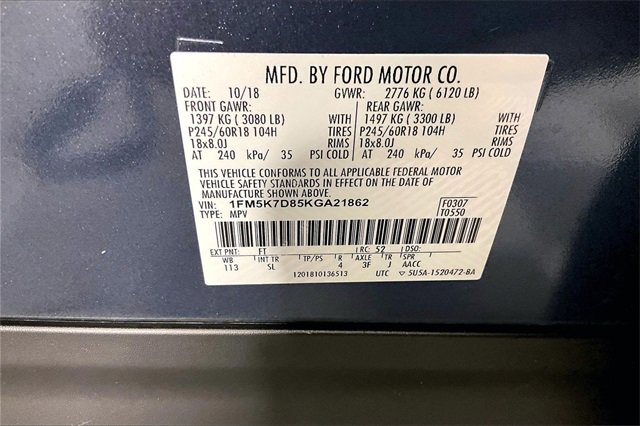 MFD. BY FORD MOTOR CO.
DATE: 10/18 GVWR: 2776 KG ( 6120 LB)
FRONT GAWR: REAR GAWR:
1397 KG ( 3080 LB) WITH 1497 KG ( 3300 LB) WITH
P245/60R18 104H TIRES P245/60R18 104H TIRES
18x8.0J RIMS 18x8.0J RIMS
AT 240 kPa/ 35 PSI COLD AT 240 kPa/ 35 PSI COLD
THIS VEHICLE CONFORMS TO ALL APPLICABLE FEDERAL MOTOR
VEHICLE SAFETY STANDARDS IN EFFECT ON THE DATE OF
MANUFACTURE SHOWN ABOVE.
VIN: 1FM5K7D85KGA21862 F0307
TYPE: MPV T0550
EXT PNT: FT RC: 52 DSO:
WB INT TR TP/PS R AXLE TR SPR
113 SL 4 3F J AACC
1201810136513 UTC 5U5A-1520472-BA